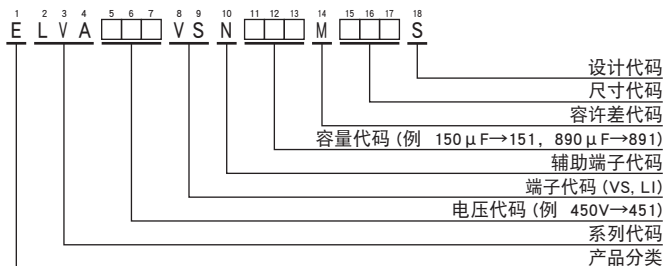 1 2 3 4 5 6 7 8 9 10 11 12 13 14 15 16 17 18
E L V A □□□ V S N □□□ M □□□ S
设计代码
尺寸代码
容许差代码
容量代码 (例 150μF→151, 890μF→891)
辅助端子代码
端子代码 (VS, LI)
电压代码 (例 450V→451)
系列代码
产品分类